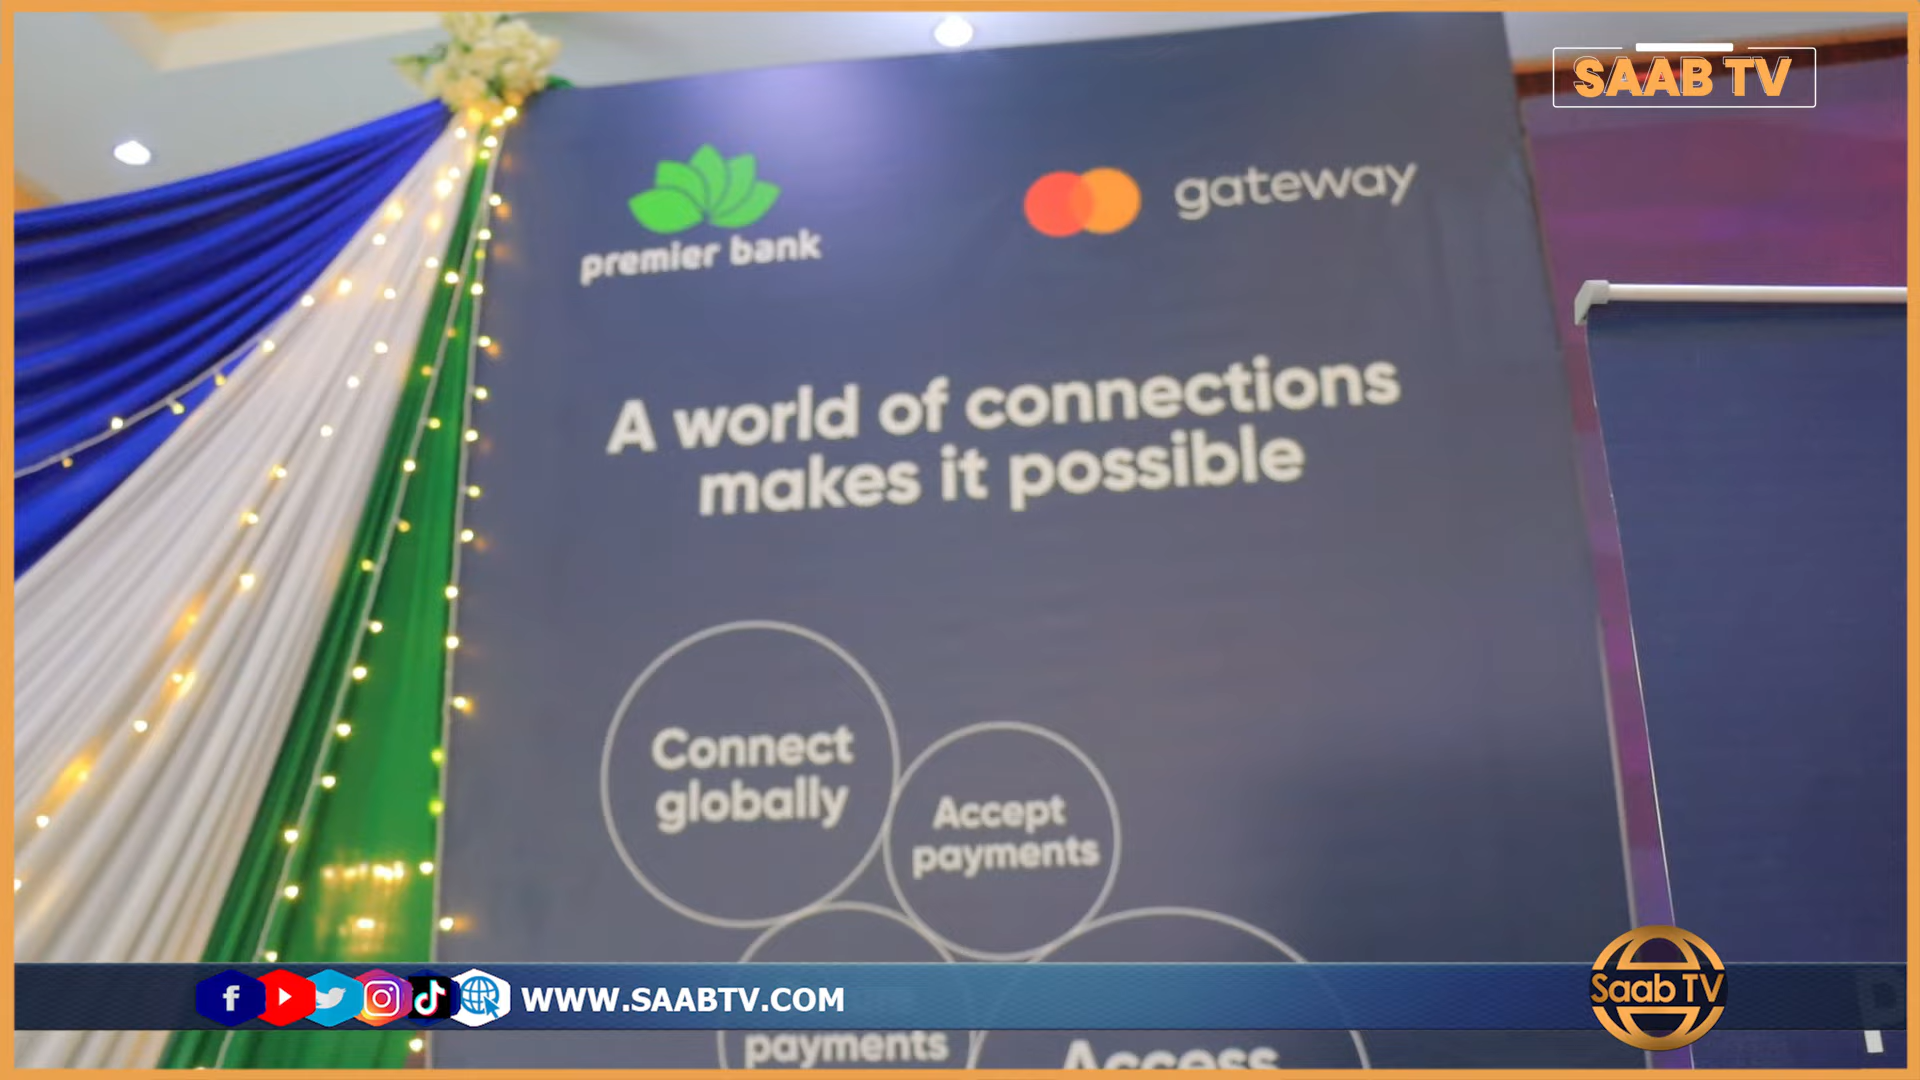 SAAB TV
premier bank
gateway
A world of connections
makes it possible
Connect
globally
Accept
payments
WWW.SAABTV.COM
Saab TV
payments
Access